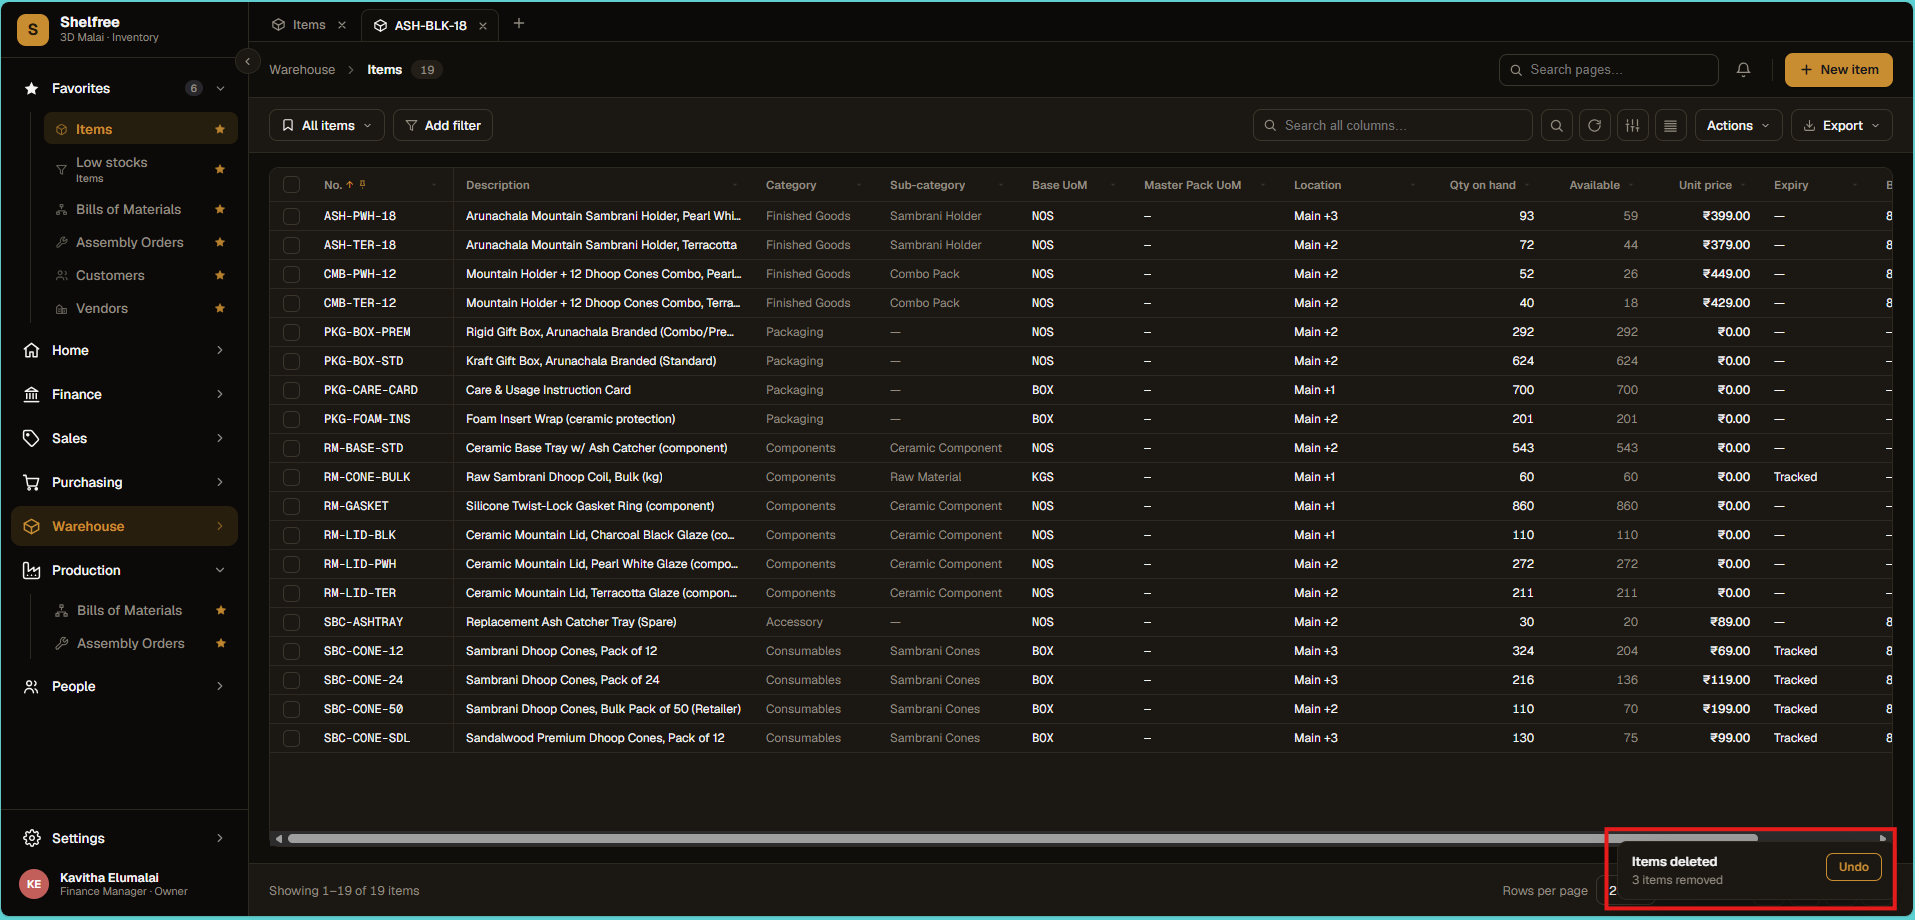 S
Shelfree
3D Malai · Inventory
Favorites 6
Items
Low stocks
Items
Bills of Materials
Assembly Orders
Customers
Vendors
Home
Finance
Sales
Purchasing
Warehouse
Production
Bills of Materials
Assembly Orders
People
Settings
KE
Kavitha Elumalai
Finance Manager · Owner
Items
ASH-BLK-18
Warehouse > Items 19
Search pages...
+ New item
All items
Add filter
Search all columns...
Actions
Export
No. Description Category Sub-category Base UoM Master Pack UoM Location Qty on hand Available Unit price Expiry B
ASH-PWH-18 Arunachala Mountain Sambrani Holder, Pearl Whi... Finished Goods Sambrani Holder NOS – Main +3 93 59 ₹399.00 — 8
ASH-TER-18 Arunachala Mountain Sambrani Holder, Terracotta Finished Goods Sambrani Holder NOS – Main +2 72 44 ₹379.00 — 8
CMB-PWH-12 Mountain Holder + 12 Dhoop Cones Combo, Pearl... Finished Goods Combo Pack NOS – Main +2 52 26 ₹449.00 — 8
CMB-TER-12 Mountain Holder + 12 Dhoop Cones Combo, Terra... Finished Goods Combo Pack NOS – Main +2 40 18 ₹429.00 — 8
PKG-BOX-PREM Rigid Gift Box, Arunachala Branded (Combo/Pre... Packaging — NOS – Main +2 292 292 ₹0.00 — –
PKG-BOX-STD Kraft Gift Box, Arunachala Branded (Standard) Packaging — NOS – Main +2 624 624 ₹0.00 — –
PKG-CARE-CARD Care & Usage Instruction Card Packaging — BOX – Main +1 700 700 ₹0.00 — –
PKG-FOAM-INS Foam Insert Wrap (ceramic protection) Packaging — BOX – Main +2 201 201 ₹0.00 — –
RM-BASE-STD Ceramic Base Tray w/ Ash Catcher (component) Components Ceramic Component NOS – Main +2 543 543 ₹0.00 — –
RM-CONE-BULK Raw Sambrani Dhoop Coil, Bulk (kg) Components Raw Material KGS – Main +1 60 60 ₹0.00 Tracked –
RM-GASKET Silicone Twist-Lock Gasket Ring (component) Components Ceramic Component NOS – Main +1 860 860 ₹0.00 — –
RM-LID-BLK Ceramic Mountain Lid, Charcoal Black Glaze (co... Components Ceramic Component NOS – Main +1 110 110 ₹0.00 — –
RM-LID-PWH Ceramic Mountain Lid, Pearl White Glaze (compo... Components Ceramic Component NOS – Main +2 272 272 ₹0.00 — –
RM-LID-TER Ceramic Mountain Lid, Terracotta Glaze (compon... Components Ceramic Component NOS – Main +2 211 211 ₹0.00 — –
SBC-ASHTRAY Replacement Ash Catcher Tray (Spare) Accessory — NOS – Main +2 30 20 ₹89.00 — 8
SBC-CONE-12 Sambrani Dhoop Cones, Pack of 12 Consumables Sambrani Cones BOX – Main +3 324 204 ₹69.00 Tracked 8
SBC-CONE-24 Sambrani Dhoop Cones, Pack of 24 Consumables Sambrani Cones BOX – Main +3 216 136 ₹119.00 Tracked 8
SBC-CONE-50 Sambrani Dhoop Cones, Bulk Pack of 50 (Retailer) Consumables Sambrani Cones BOX – Main +2 110 70 ₹199.00 Tracked 8
SBC-CONE-SDL Sandalwood Premium Dhoop Cones, Pack of 12 Consumables Sambrani Cones BOX – Main +3 130 75 ₹99.00 Tracked 8
Showing 1–19 of 19 items
Rows per page 2
Items deleted
3 items removed
Undo